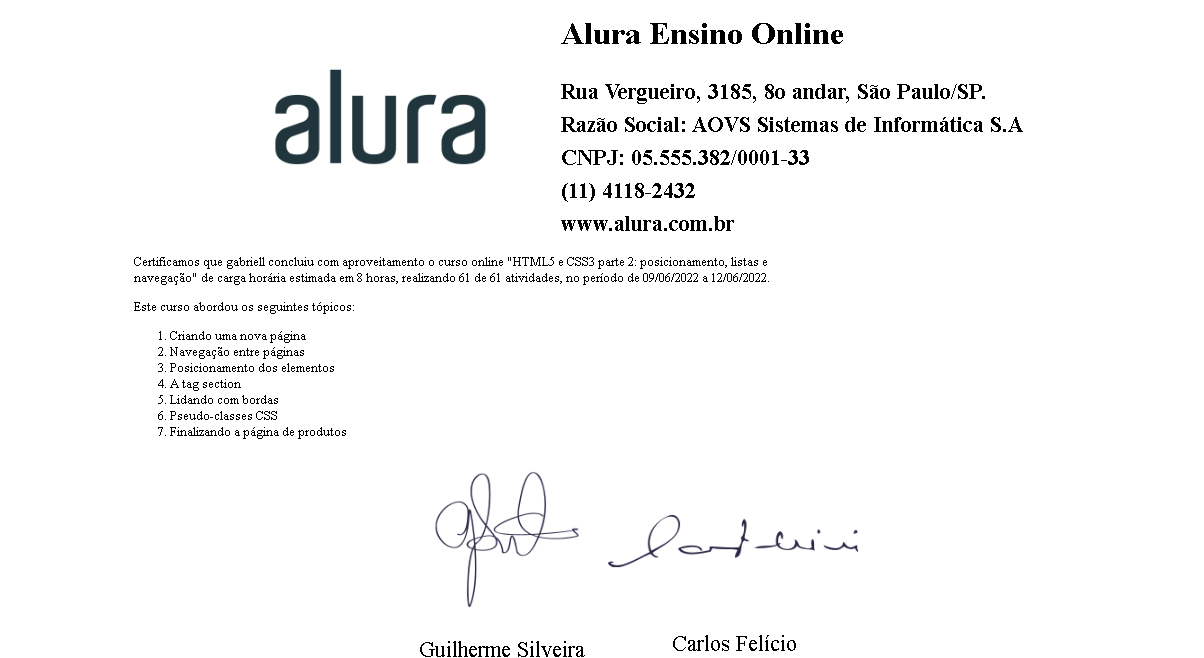 alura
Alura Ensino Online
Rua Vergueiro, 3185, 8o andar, São Paulo/SP.
Razão Social: AOVS Sistemas de Informática S.A
CNPJ: 05.555.382/0001-33
(11) 4118-2432
www.alura.com.br
Certificamos que gabriell concluiu com aproveitamento o curso online "HTML5 e CSS3 parte 2: posicionamento, listas e
navegação" de carga horária estimada em 8 horas, realizando 61 de 61 atividades, no período de 09/06/2022 a 12/06/2022.
Este curso abordou os seguintes tópicos:
1. Criando uma nova página
2. Navegação entre páginas
3. Posicionamento dos elementos
4. A tag section
5. Lidando com bordas
6. Pseudo-classes CSS
7. Finalizando a página de produtos
Guilherme Silveira
Carlos Felício